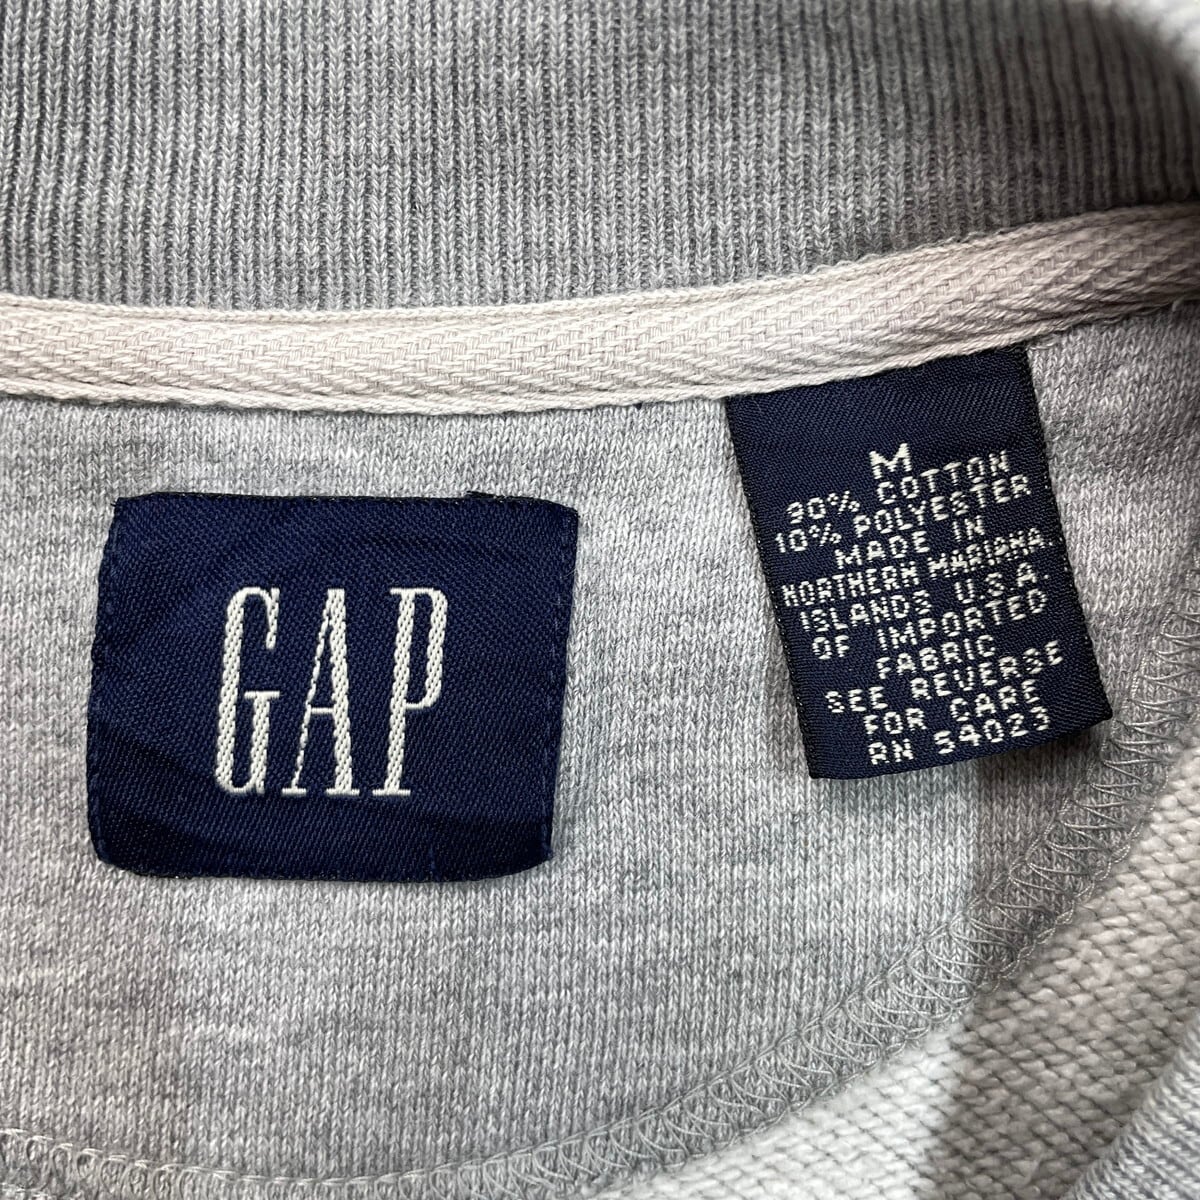 GAP
M
90% COTTON
10% POLYESTER
MADE IN
NORTHERN MARIANA
ISLANDS U.S.A.
OF IMPORTED
FABRIC
SEE REVERSE
FOR CARE
RN 54023